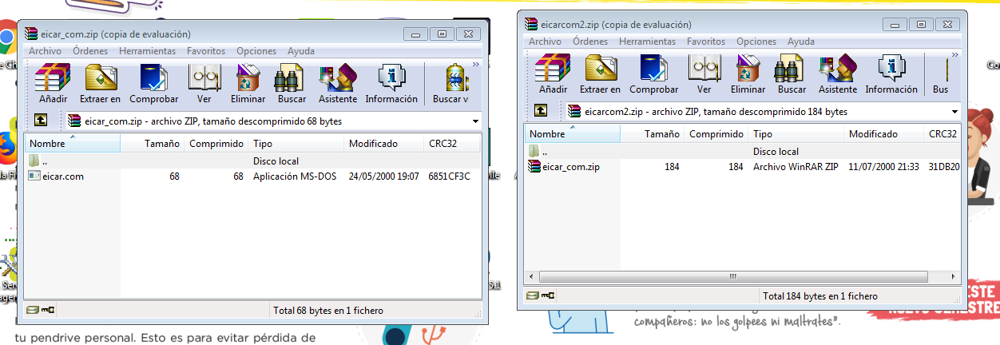 eicar_com.zip (copia de evaluación)
Archivo Órdenes Herramientas Favoritos Opciones Ayuda
Añadir Extraer en Comprobar Ver Eliminar Buscar Asistente Información Buscar v
eicar_com.zip - archivo ZIP, tamaño descomprimido 68 bytes
Nombre Tamaño Comprimido Tipo Modificado CRC32
.. Disco local
eicar.com 68 68 Aplicación MS-DOS 24/05/2000 19:07 6851CF3C
Total 68 bytes en 1 fichero
eicarcom2.zip (copia de evaluación)
Archivo Órdenes Herramientas Favoritos Opciones Ayuda
Añadir Extraer en Comprobar Ver Eliminar Buscar Asistente Información Bus
eicarcom2.zip - archivo ZIP, tamaño descomprimido 184 bytes
Nombre Tamaño Comprimido Tipo Modificado CRC32
.. Disco local
eicar_com.zip 184 184 Archivo WinRAR ZIP 11/07/2000 21:33 31DB20
Total 184 bytes en 1 fichero
compañeros: no los golpees ni maltrates".
tu pendrive personal. Esto es para evitar pérdida de